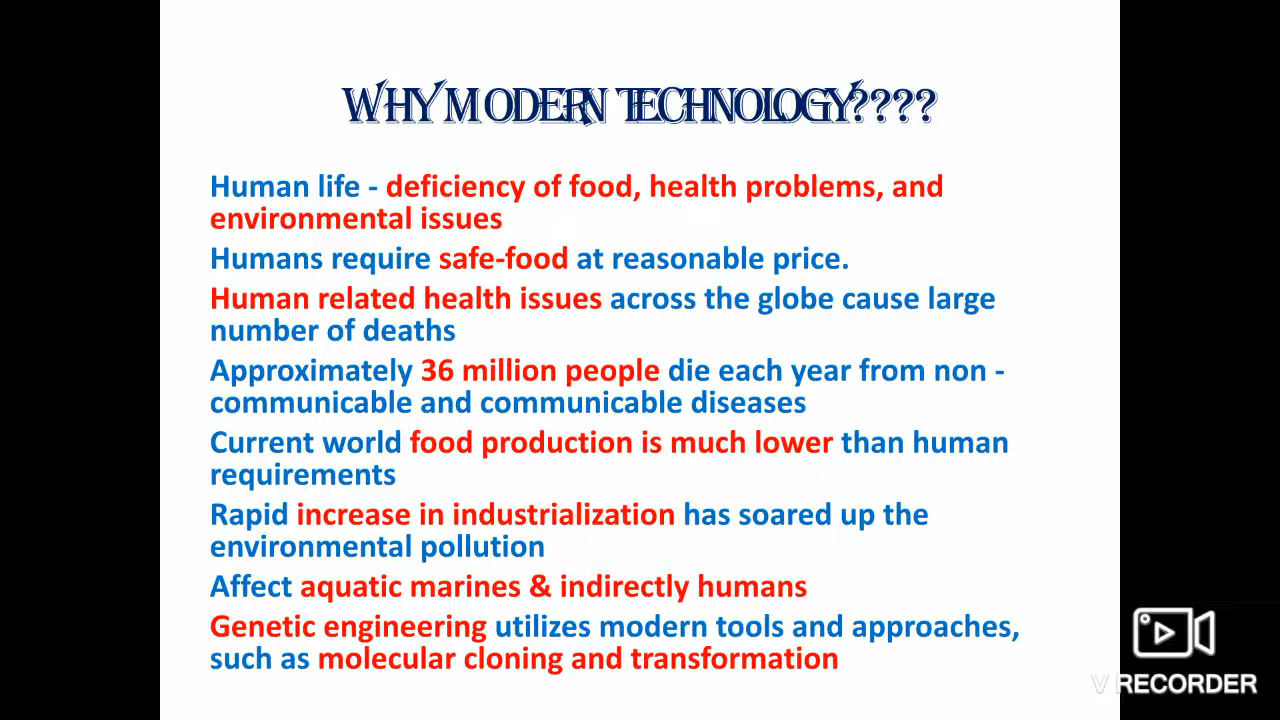 WHY MODERN TECHNOLOGY????
Human life - deficiency of food, health problems, and
environmental issues
Humans require safe-food at reasonable price.
Human related health issues across the globe cause large
number of deaths
Approximately 36 million people die each year from non -
communicable and communicable diseases
Current world food production is much lower than human
requirements
Rapid increase in industrialization has soared up the
environmental pollution
Affect aquatic marines & indirectly humans
Genetic engineering utilizes modern tools and approaches,
such as molecular cloning and transformation
V RECORDER